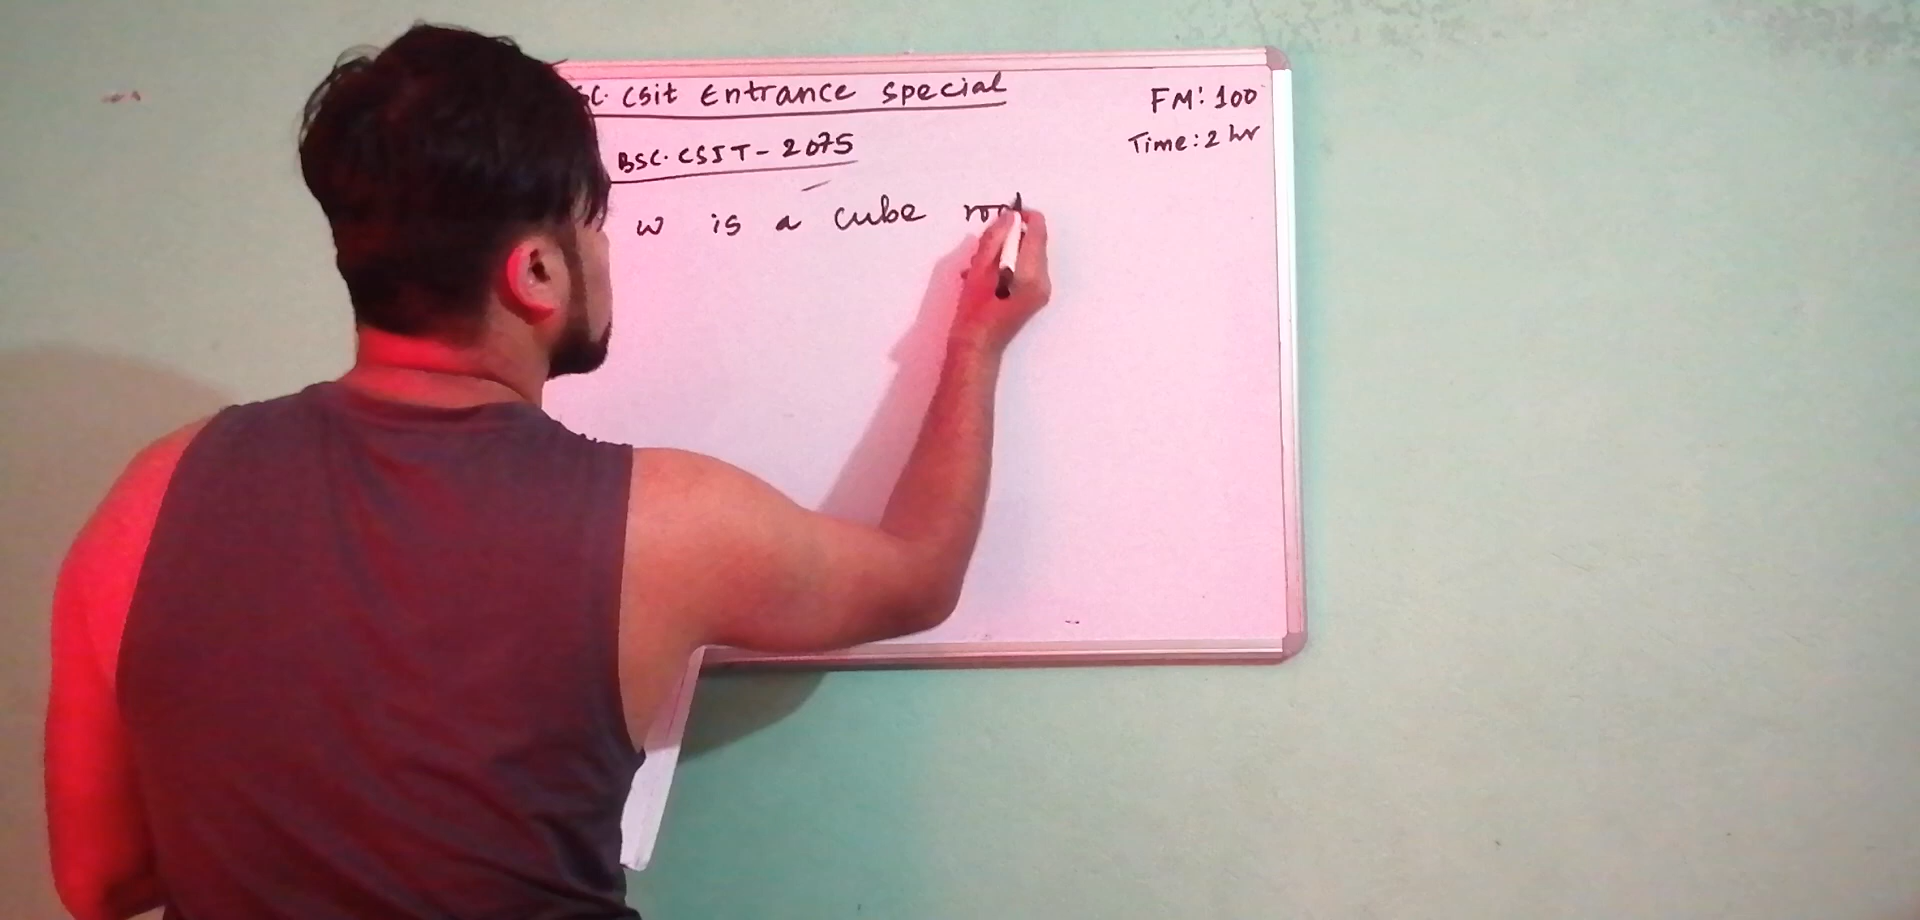 Csit Entrance special
FM: 100
Time: 2 hr
BSC. CSIT - 2075
w is a cube